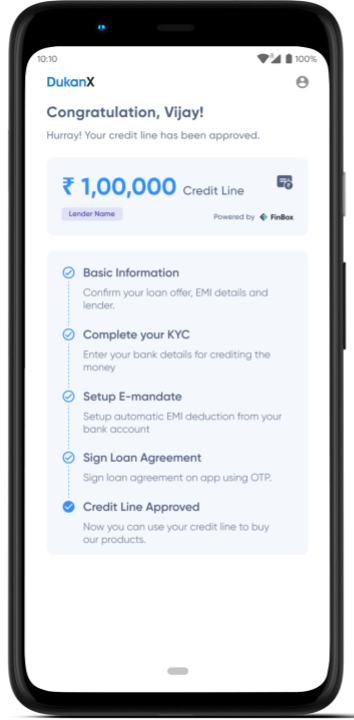 10:10
100%
DukanX
Congratulation, Vijay!
Hurray! Your credit line has been approved.
₹ 1,00,000 Credit Line
Lender Name
Powered by FinBox
Basic Information
Confirm your loan offer, EMI details and
lender.
Complete your KYC
Enter your bank details for crediting the
money
Setup E-mandate
Setup automatic EMI deduction from your
bank account
Sign Loan Agreement
Sign loan agreement on app using OTP.
Credit Line Approved
Now you can use your credit line to buy
our products.